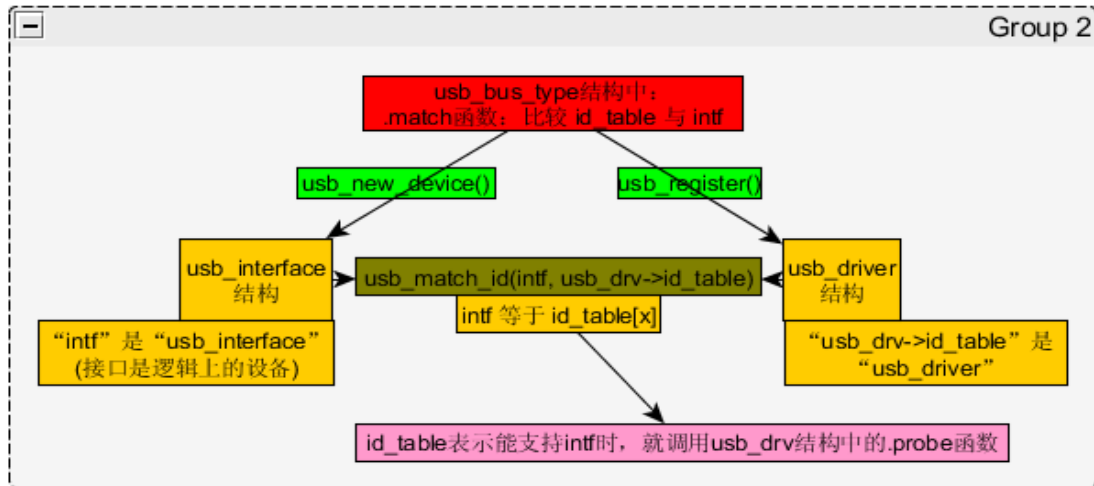 Group 2
usb_bus_type结构中：
.match函数：比较 id_table 与 intf
usb_new_device()
usb_register()
usb_interface
结构
usb_match_id(intf, usb_drv->id_table)
usb_driver
结构
intf 等于 id_table[x]
“intf”是“usb_interface”
(接口是逻辑上的设备)
“usb_drv->id_table”是
“usb_driver”
id_table表示能支持intf时，就调用usb_drv结构中的.probe函数